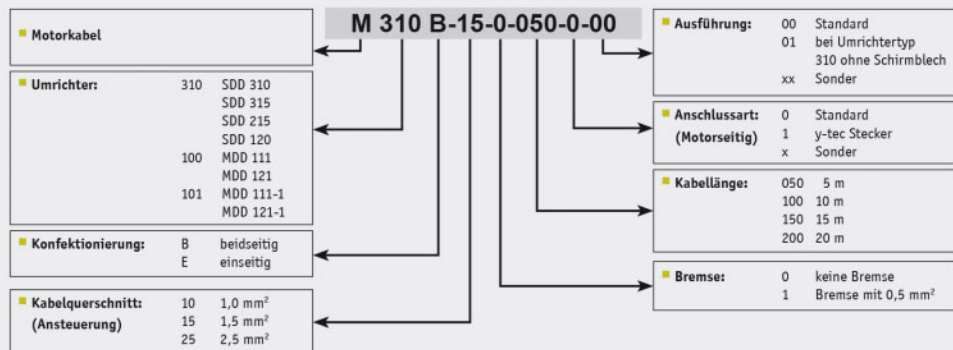 M 310 B-15-0-050-0-00
Motorkabel
Umrichter: 310 SDD 310
SDD 315
SDD 215
SDD 120
100 MDD 111
MDD 121
101 MDD 111-1
MDD 121-1
Konfektionierung: B beidseitig
E einseitig
Kabelquerschnitt: 10 1,0 mm²
(Ansteuerung) 15 1,5 mm²
25 2,5 mm²
Ausführung: 00 Standard
01 bei Umrichtertyp
310 ohne Schirmblech
xx Sonder
Anschlussart: 0 Standard
(Motorseitig) 1 y-tec Stecker
x Sonder
Kabellänge: 050 5 m
100 10 m
150 15 m
200 20 m
Bremse: 0 keine Bremse
1 Bremse mit 0,5 mm²